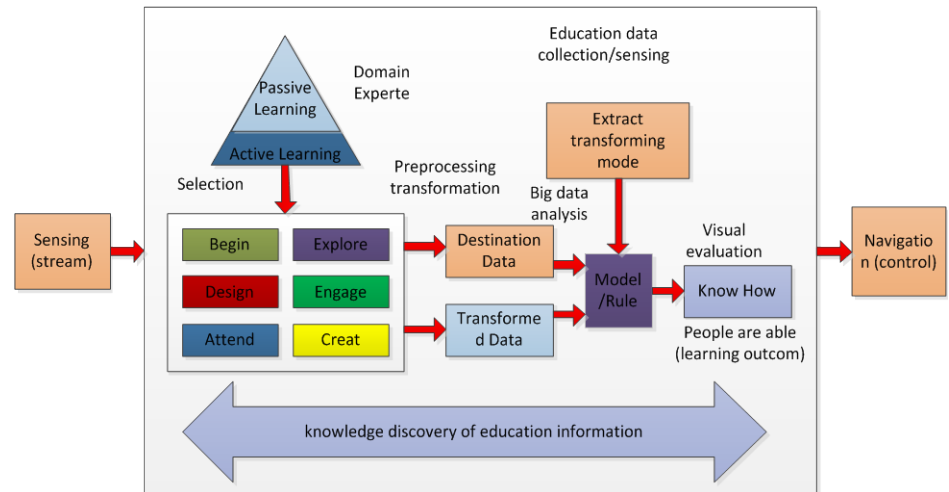 Education data
collection/sensing
Passive
Learning
Domain
Experte
Active Learning
Extract
transforming
mode
Selection
Preprocessing
transformation
Big data
analysis
Sensing
(stream)
Begin
Explore
Design
Engage
Attend
Creat
Destination
Data
Transforme
d Data
Model
/Rule
Visual
evaluation
Know How
People are able
(learning outcom)
Navigatio
n (control)
knowledge discovery of education information